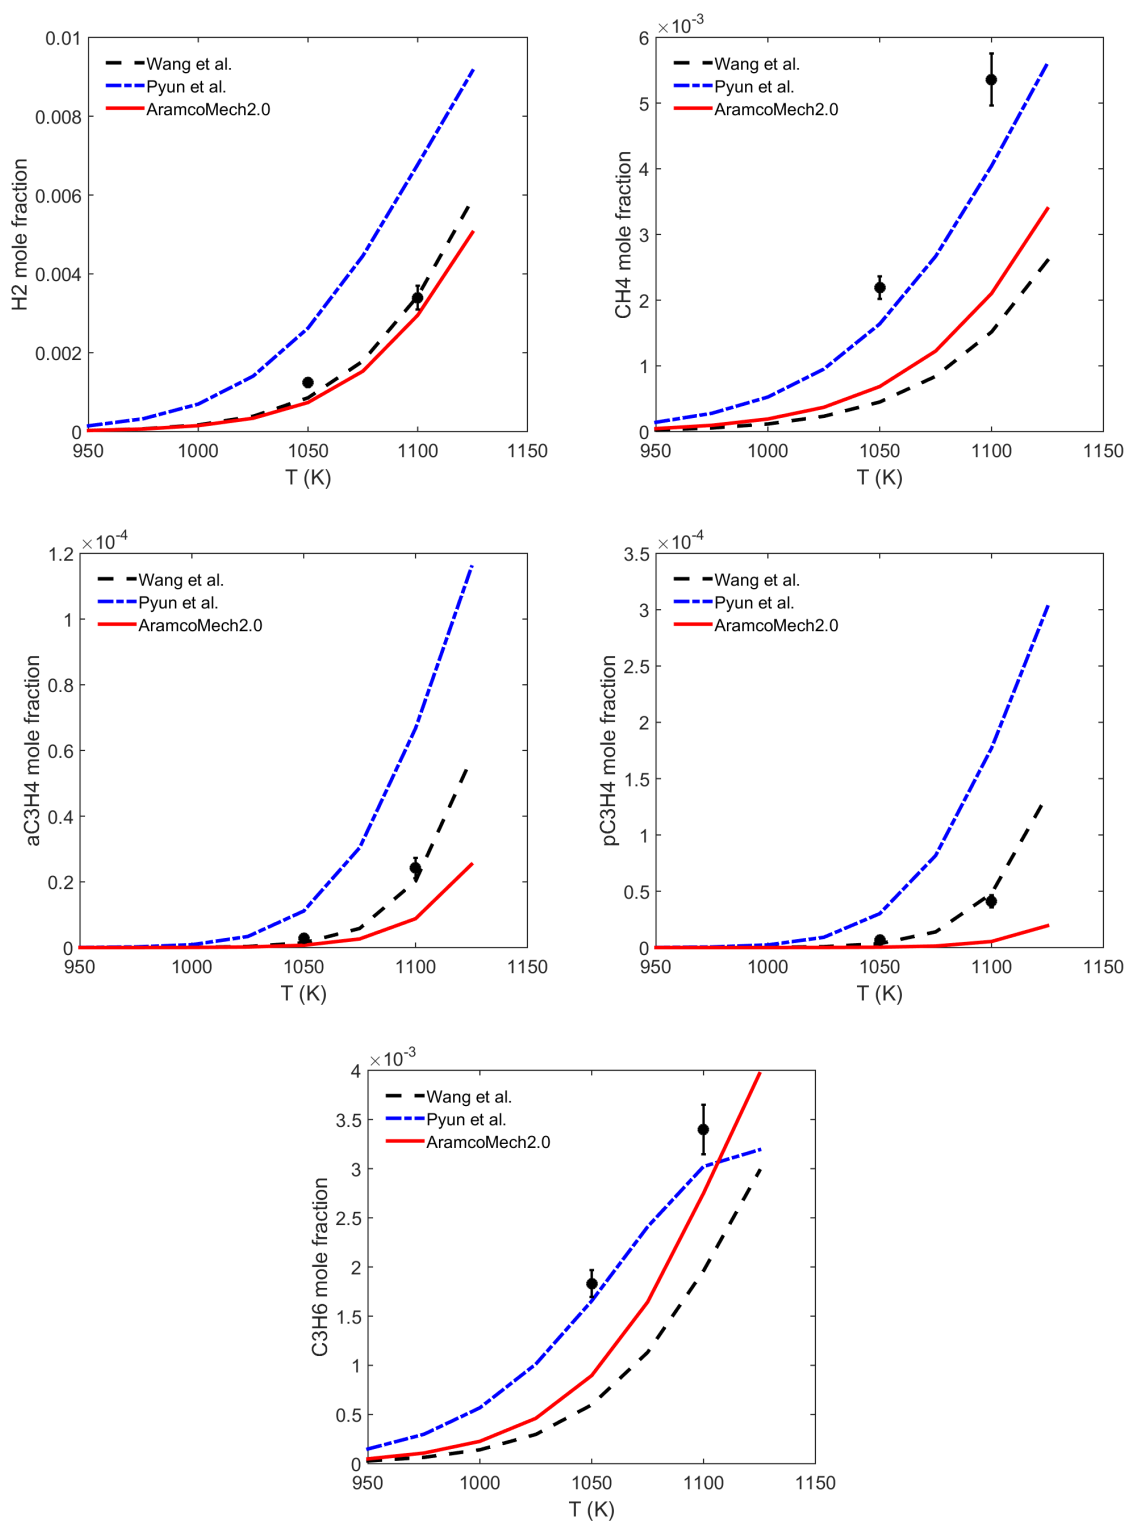 0.01
0.008
0.006
0.004
0.002
0
950
1000
1050
1100
1150
H2 mole fraction
T (K)
Wang et al.
Pyun et al.
AramcoMech2.0
×10-3
6
5
4
3
2
1
0
950
1000
1050
1100
1150
CH4 mole fraction
T (K)
Wang et al.
Pyun et al.
AramcoMech2.0
×10-4
1.2
1
0.8
0.6
0.4
0.2
0
950
1000
1050
1100
1150
aC3H4 mole fraction
T (K)
Wang et al.
Pyun et al.
AramcoMech2.0
×10-4
3.5
3
2.5
2
1.5
1
0.5
0
950
1000
1050
1100
1150
pC3H4 mole fraction
T (K)
Wang et al.
Pyun et al.
AramcoMech2.0
×10-3
4
3.5
3
2.5
2
1.5
1
0.5
0
950
1000
1050
1100
1150
C3H6 mole fraction
T (K)
Wang et al.
Pyun et al.
AramcoMech2.0